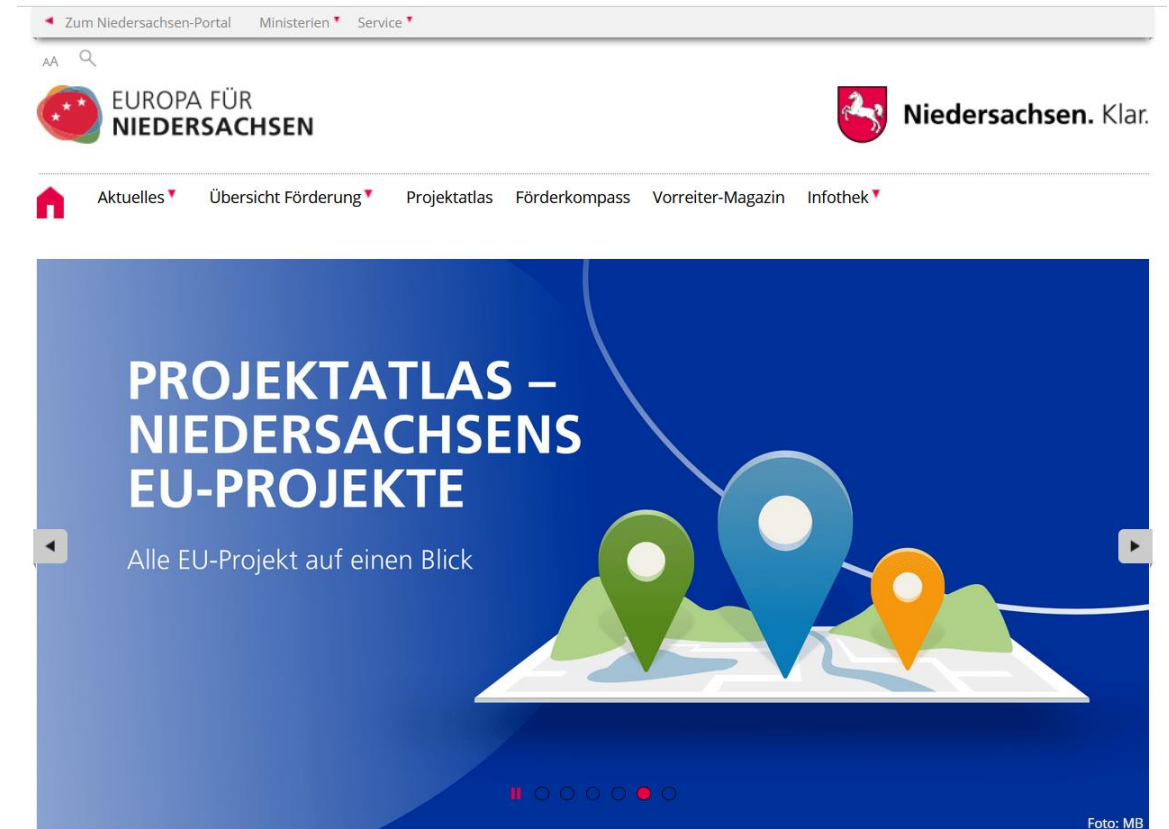 Zum Niedersachsen-Portal Ministerien Service
AA
EUROPA FÜR
NIEDERSACHSEN
Niedersachsen. Klar.
Aktuelles Übersicht Förderung Projektatlas Förderkompass Vorreiter-Magazin Infothek
PROJEKTATLAS –
NIEDERSACHSENS
EU-PROJEKTE
Alle EU-Projekt auf einen Blick
Foto: MB